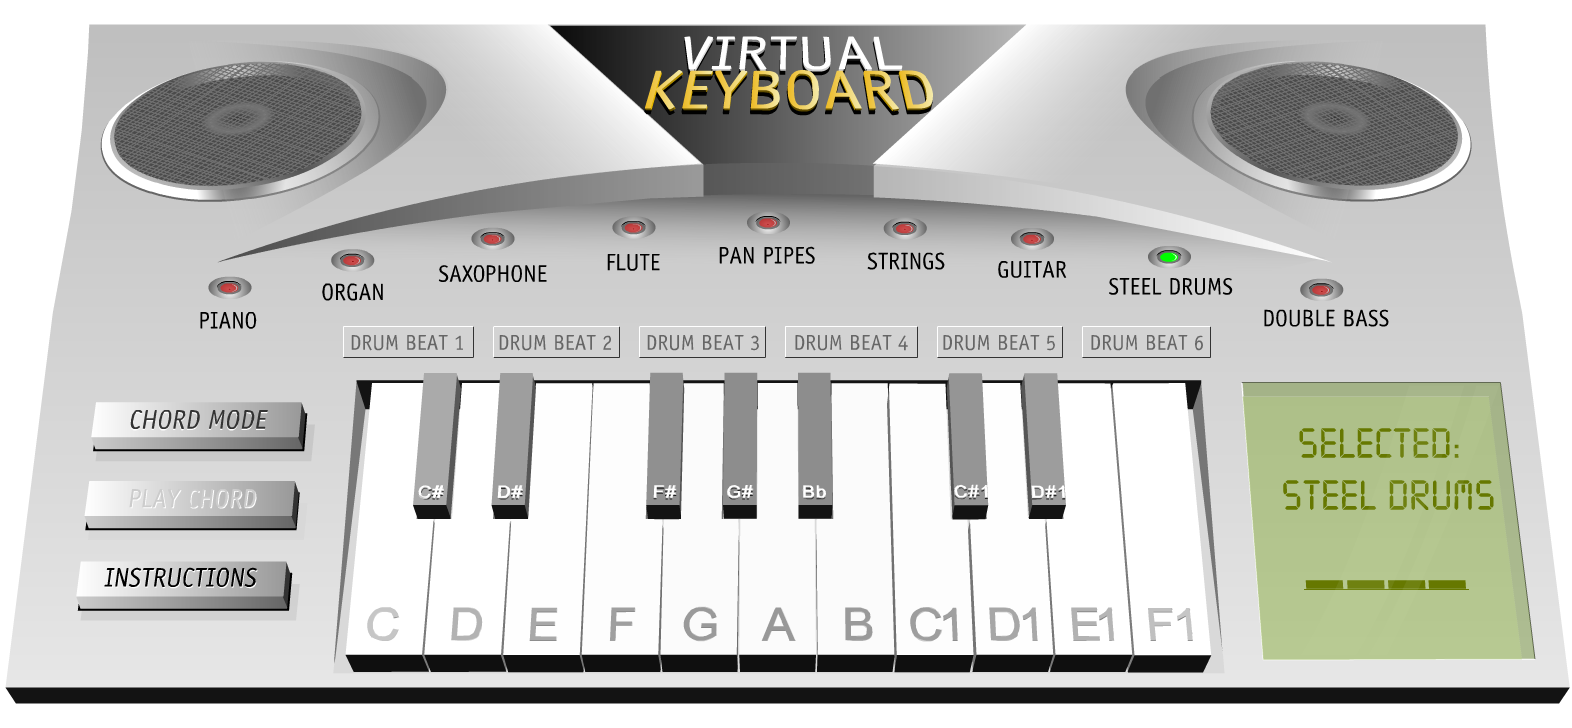 VIRTUAL
KEYBOARD
PIANO
ORGAN
SAXOPHONE
FLUTE
PAN PIPES
STRINGS
GUITAR
STEEL DRUMS
DOUBLE BASS
DRUM BEAT 1
DRUM BEAT 2
DRUM BEAT 3
DRUM BEAT 4
DRUM BEAT 5
DRUM BEAT 6
CHORD MODE
PLAY CHORD
INSTRUCTIONS
C#
D#
F#
G#
Bb
C#1
D#1
C
D
E
F
G
A
B
C1
D1
E1
F1
SELECTED:
STEEL DRUMS